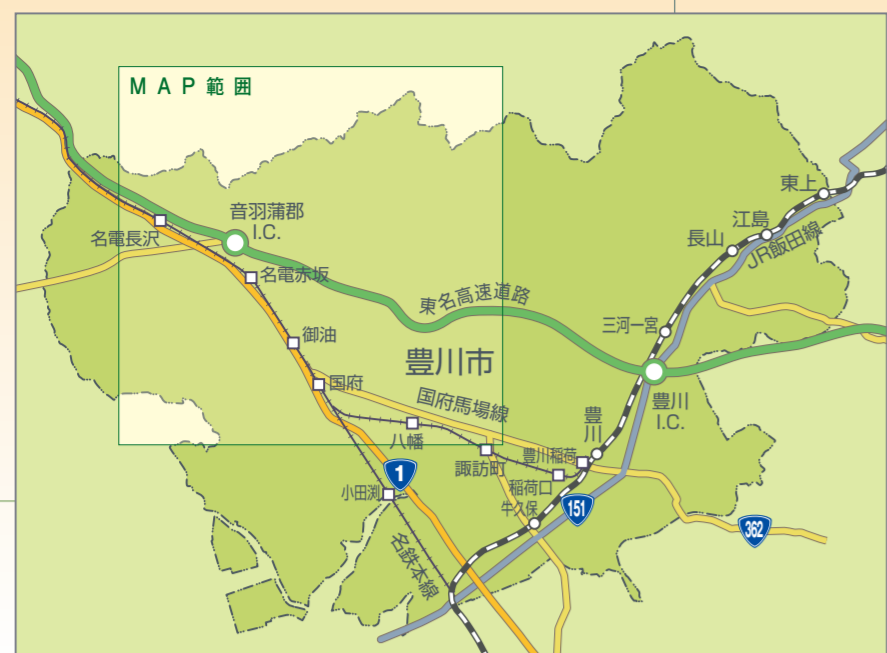 MAP範囲
音羽蒲郡
I.C.
名電長沢
名電赤坂
御油
国府
東名高速道路
豊川市
国府馬場線
八幡
諏訪町
豊川稲荷
稲荷口
牛久保
小田渕
名鉄本線
1
151
362
豊川
豊川
I.C.
三河一宮
長山
江島
東上
JR飯田線